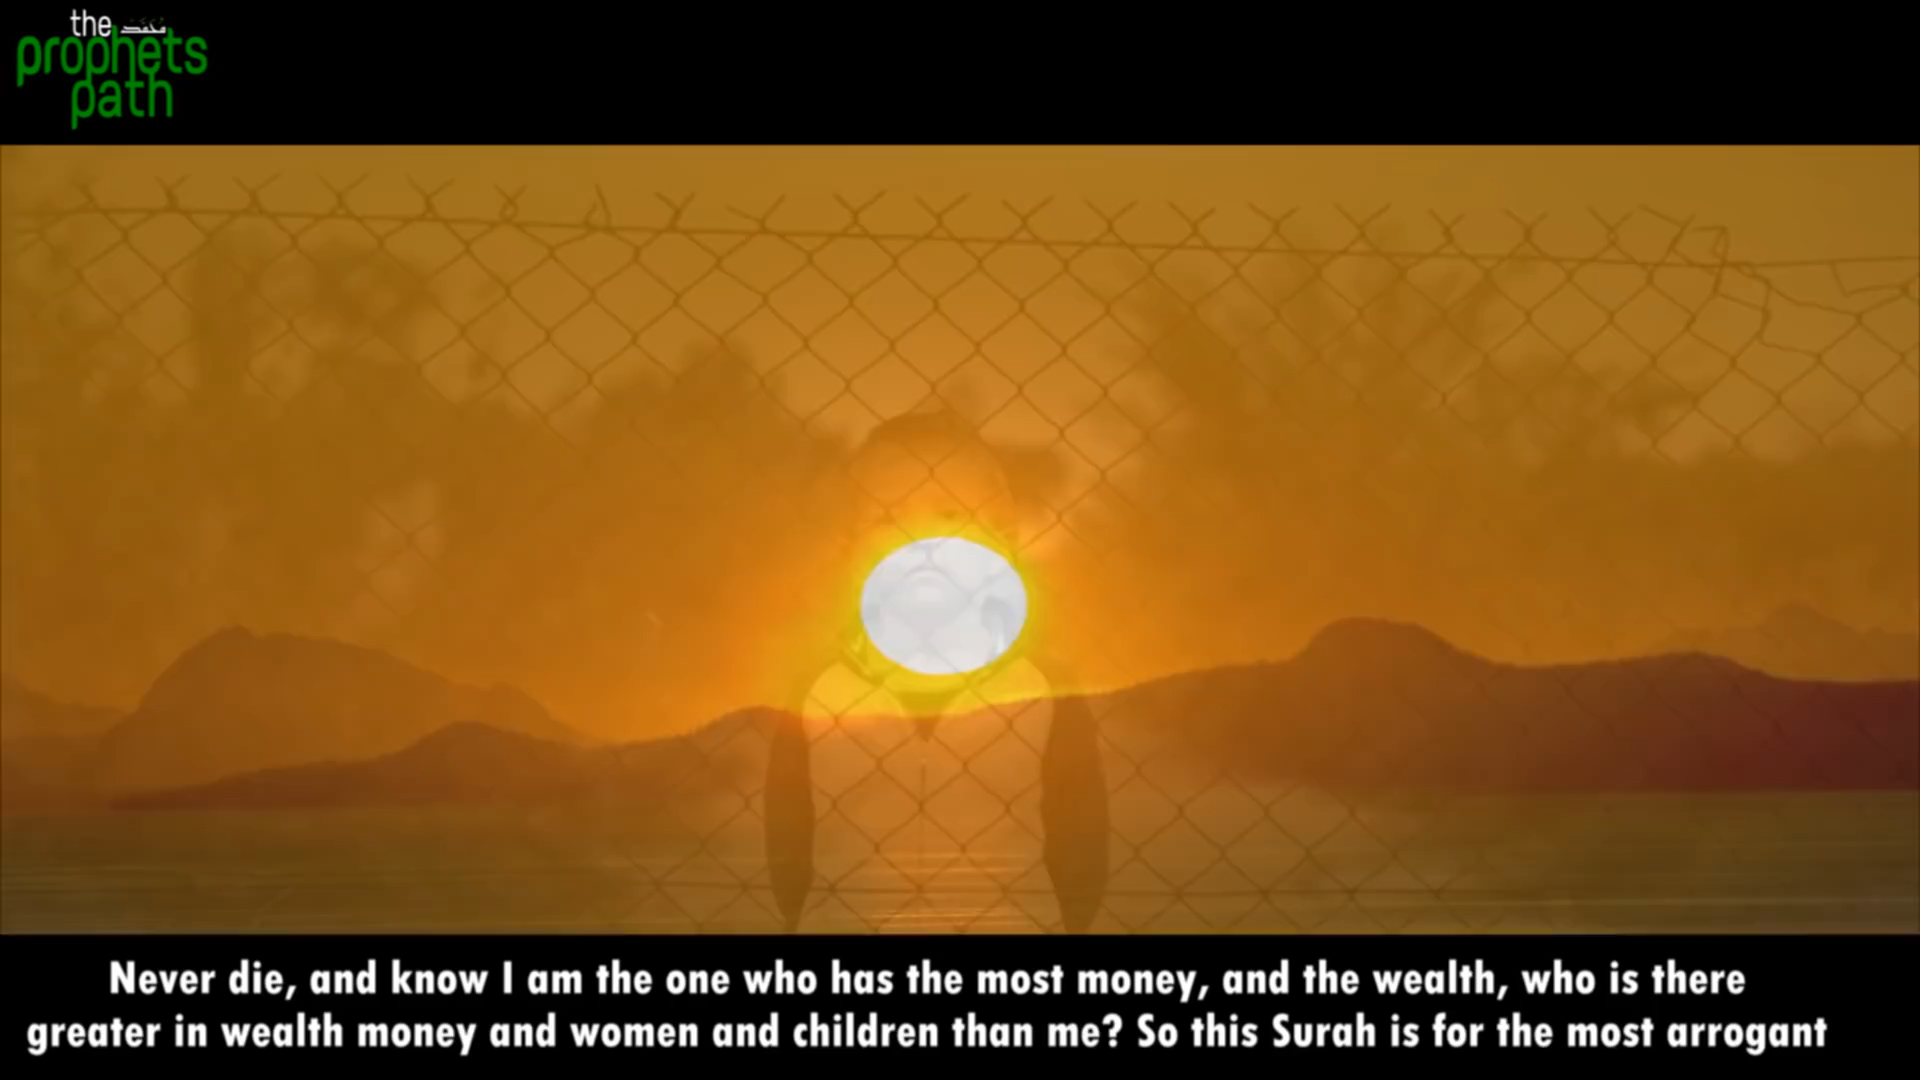 the محمد
prophets
path
Never die, and know I am the one who has the most money, and the wealth, who is there
greater in wealth money and women and children than me? So this Surah is for the most arrogant